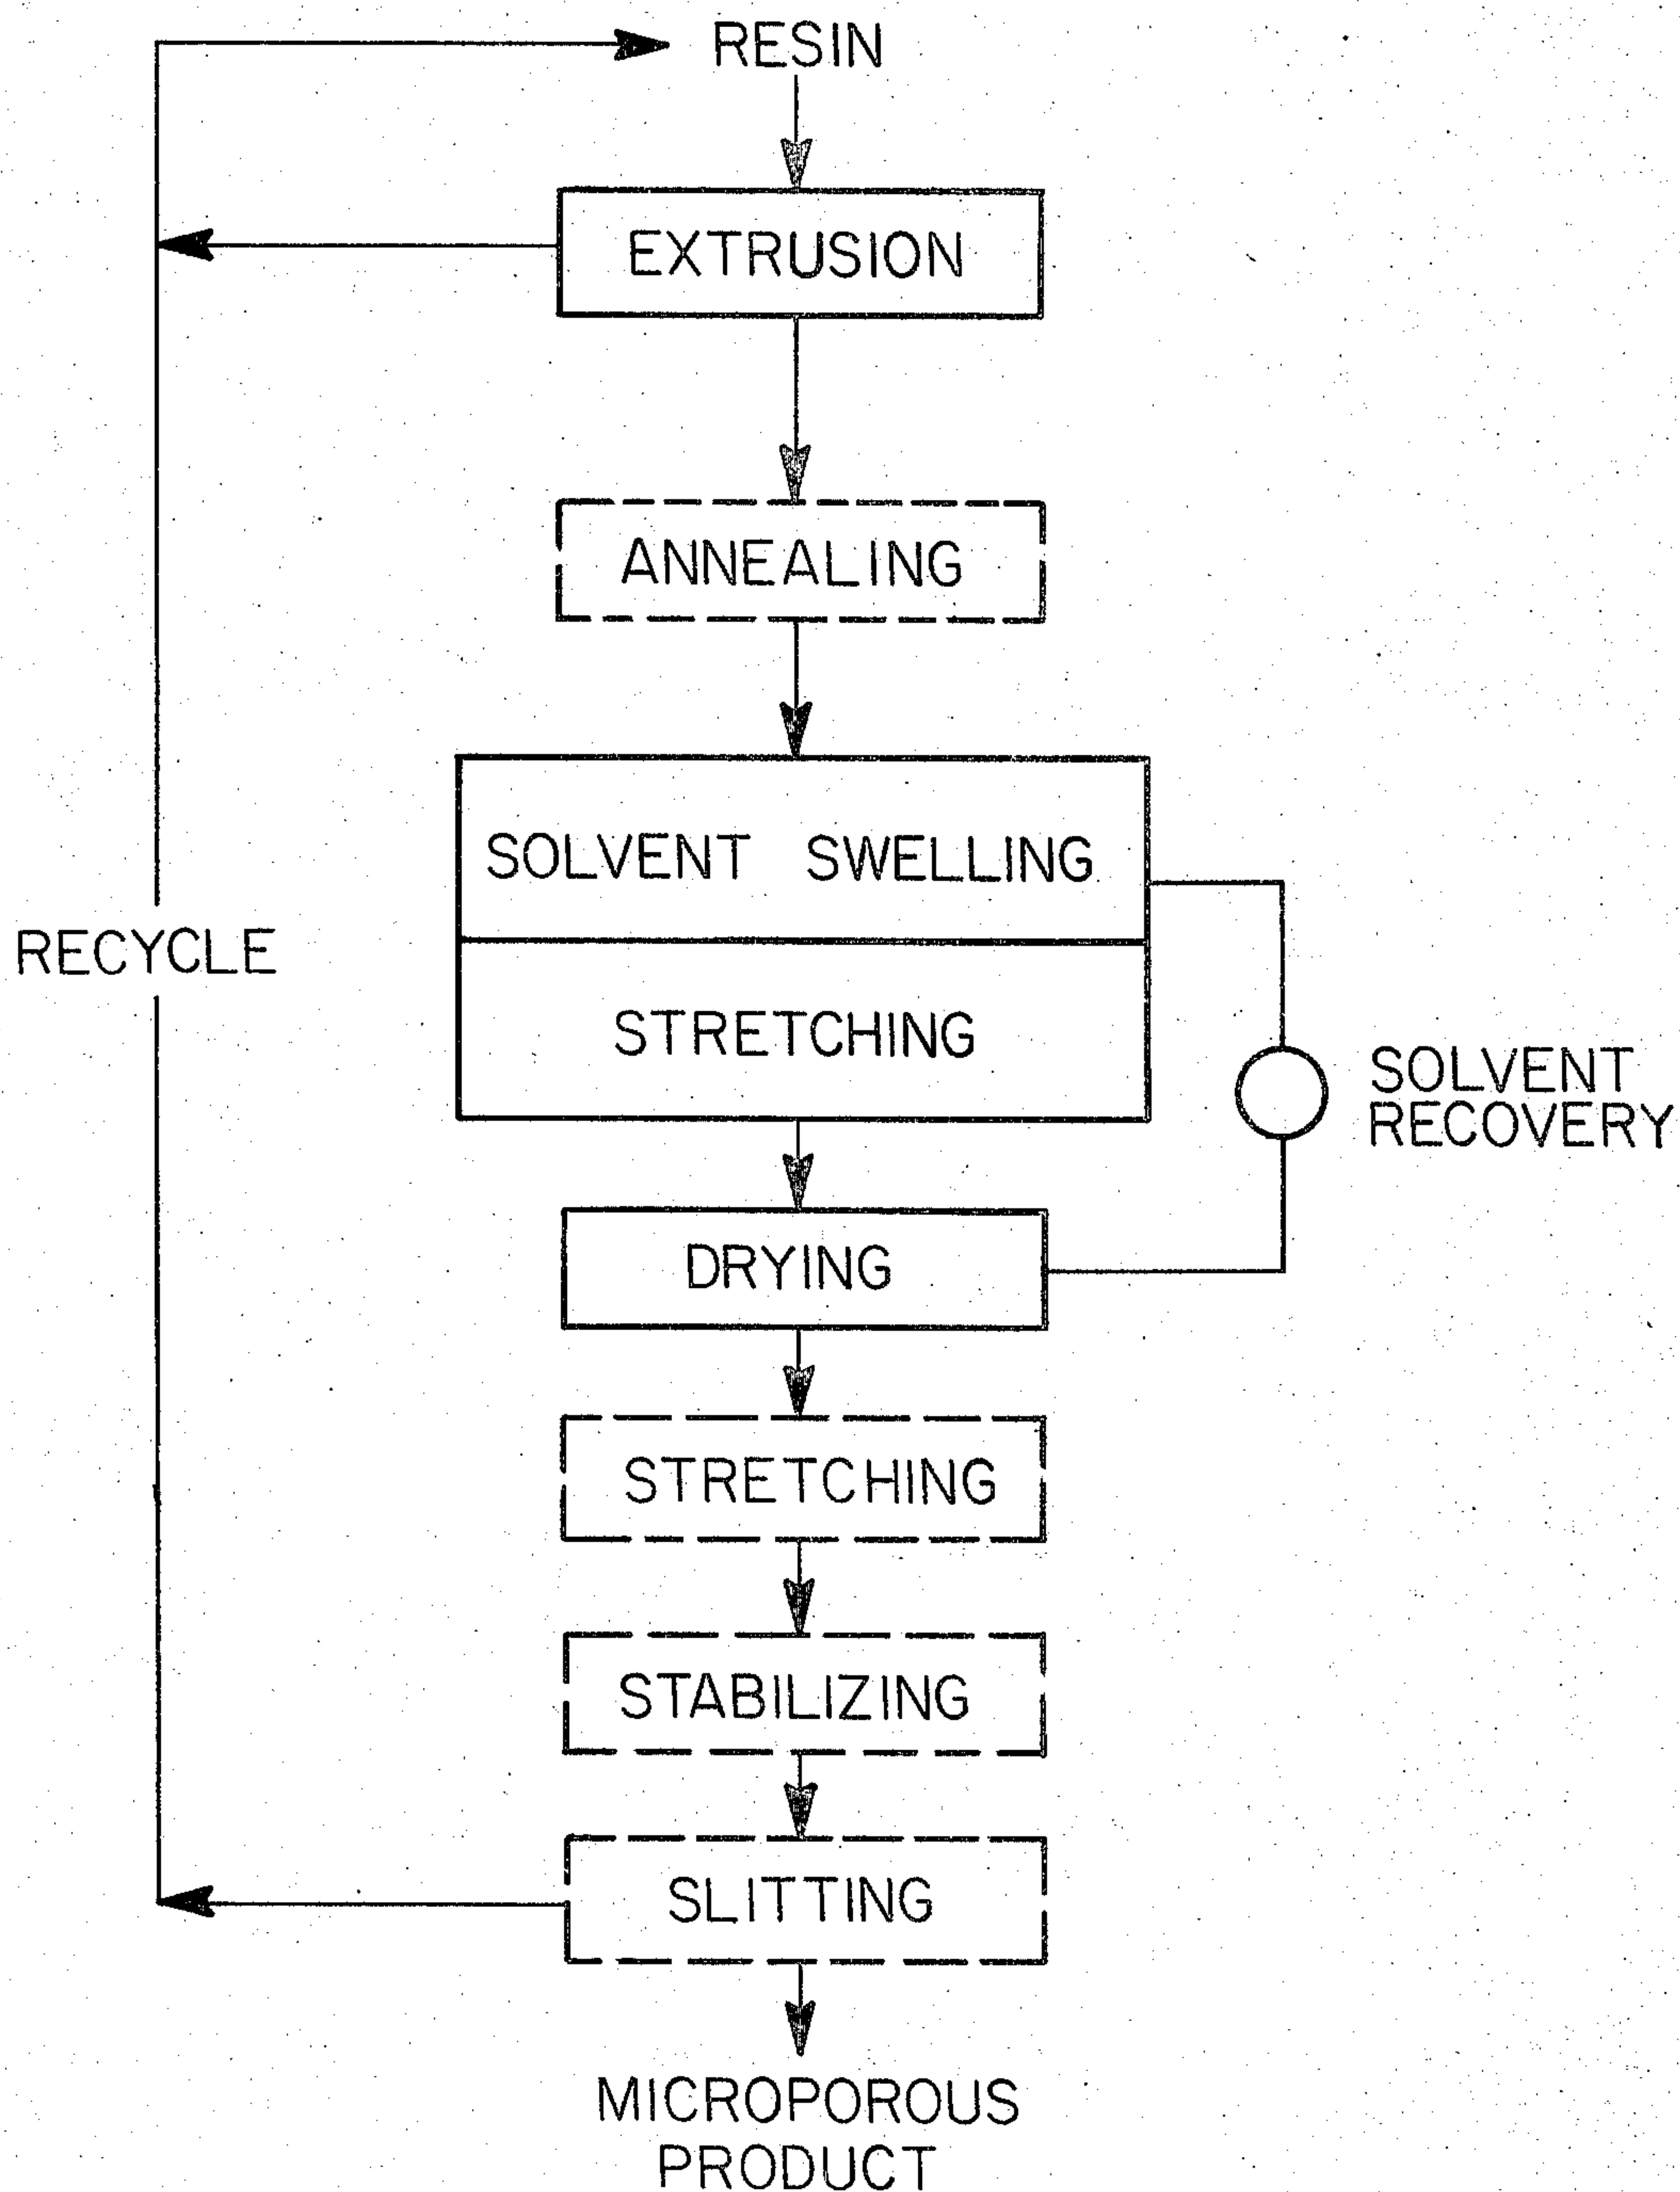 RESIN
EXTRUSION
ANNEALING
SOLVENT SWELLING
RECYCLE
STRETCHING
SOLVENT
RECOVERY
DRYING
STRETCHING
STABILIZING
SLITTING
MICROPOROUS
PRODUCT